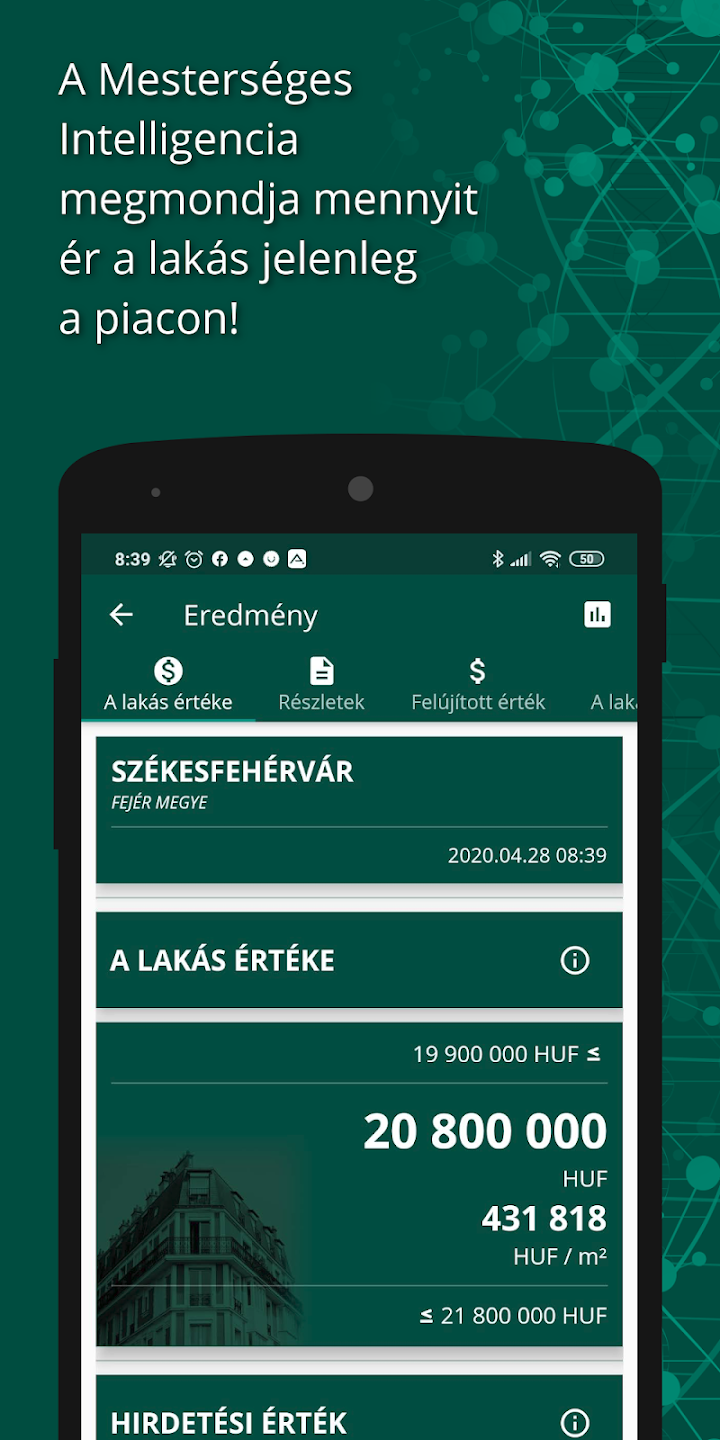 A Mesterséges
Intelligencia
megmondja mennyit
ér a lakás jelenleg
a piacon!
8:39
50
Eredmény
A lakás értéke
Részletek
Felújított érték
A lak
SZÉKESFEHÉRVÁR
FEJÉR MEGYE
2020.04.28 08:39
A LAKÁS ÉRTÉKE
19 900 000 HUF ≤
20 800 000
HUF
431 818
HUF / m²
≤ 21 800 000 HUF
HIRDETÉSI ÉRTÉK